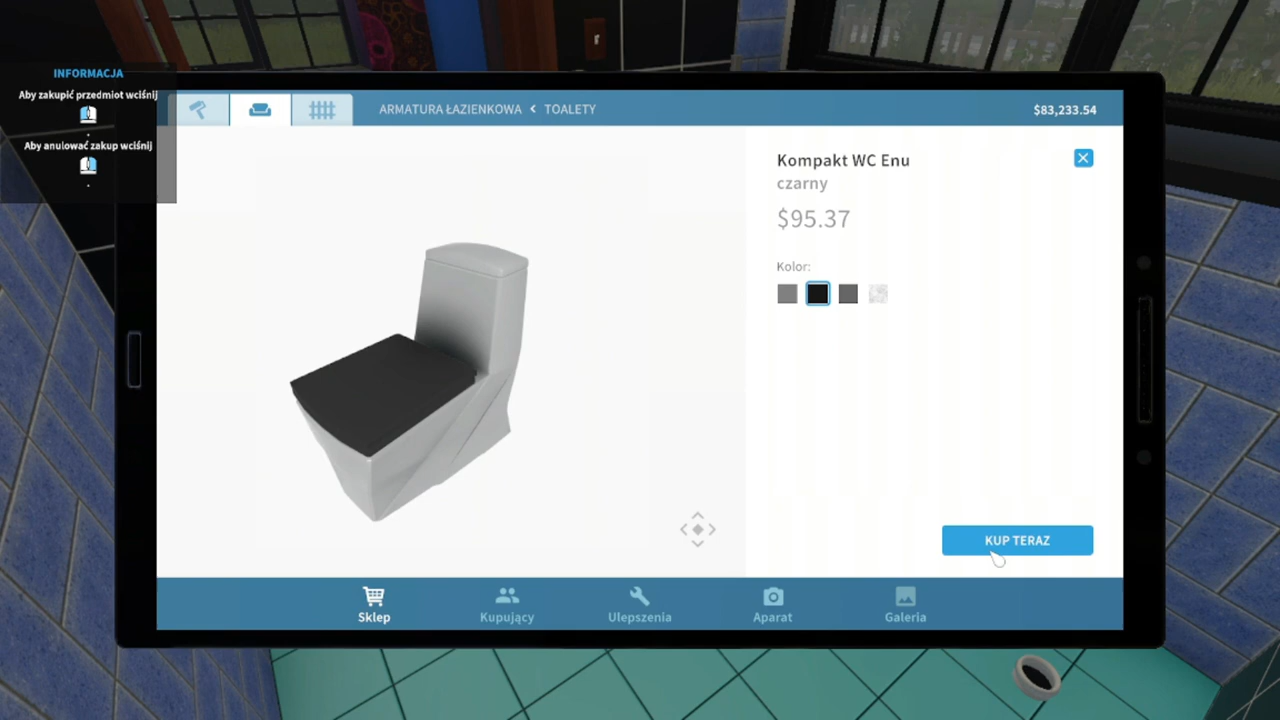 INFORMACJA
Aby zakupić przedmiot wciśnij
.
Aby anulować zakup wciśnij
.
ARMATURA ŁAZIENKOWA < TOALETY
$83,233.54
Kompakt WC Enu
czarny
$95.37
Kolor:
KUP TERAZ
Sklep
Kupujący
Ulepszenia
Aparat
Galeria